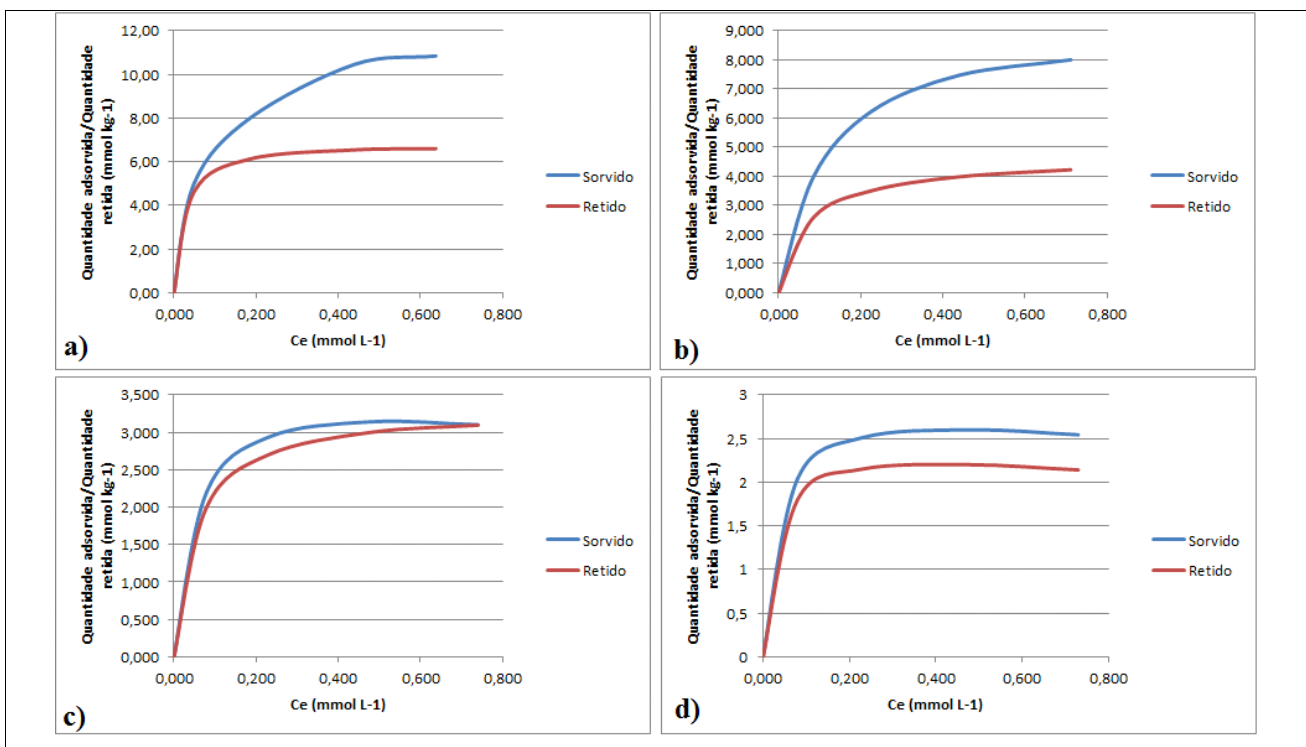 Quantidade adsorvida/Quantidade
retida (mmol kg-1)
12,00
10,00
8,00
6,00
4,00
2,00
0,00
0,000 0,200 0,400 0,600 0,800
Ce (mmol L-1)
Sorvido
Retido
a)
Quantidade adsorvida/Quantidade
retida (mmol kg-1)
9,000
8,000
7,000
6,000
5,000
4,000
3,000
2,000
1,000
0,000
0,000 0,200 0,400 0,600 0,800
Ce (mmol L-1)
Sorvido
Retido
b)
Quantidade adsorvida/Quantidade
retida (mmol kg-1)
3,500
3,000
2,500
2,000
1,500
1,000
0,500
0,000
0,000 0,200 0,400 0,600 0,800
Ce (mmol L-1)
Sorvido
Retido
c)
Quantidade adsorvida/Quantidade
retida (mmol kg-1)
3
2,5
2
1,5
1
0,5
0
0,000 0,200 0,400 0,600 0,800
Ce (mmol L-1)
Sorvido
Retido
d)